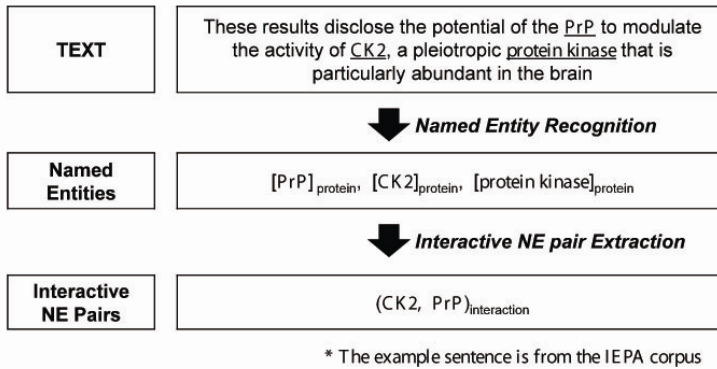 TEXT
These results disclose the potential of the PrP to modulate
the activity of CK2, a pleiotropic protein kinase that is
particularly abundant in the brain
Named Entity Recognition
Named
Entities
[PrP]protein, [CK2]protein, [protein kinase]protein
Interactive NE pair Extraction
Interactive
NE Pairs
(CK2, PrP)interaction
* The example sentence is from the IEPA corpus